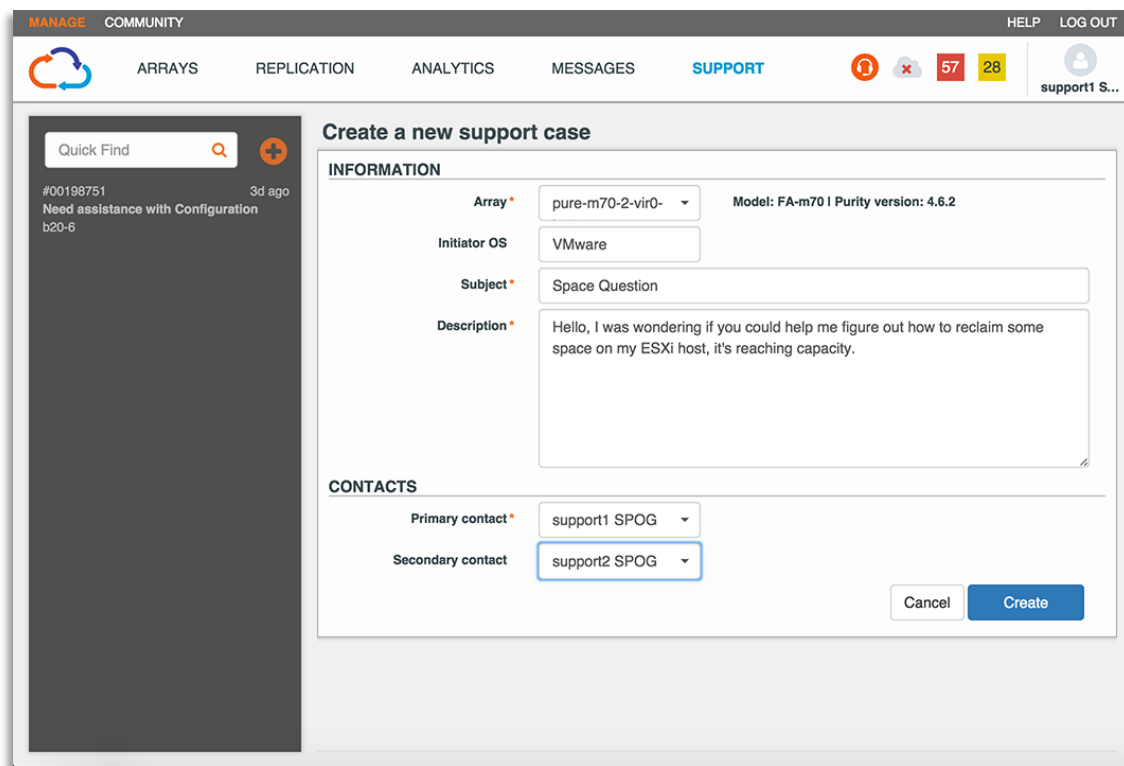 MANAGE COMMUNITY HELP LOG OUT
ARRAYS REPLICATION ANALYTICS MESSAGES SUPPORT 57 28
support1 S...
Quick Find
#00198751 3d ago
Need assistance with Configuration
b20-6
Create a new support case
INFORMATION
Array* pure-m70-2-vir0- Model: FA-m70 I Purity version: 4.6.2
Initiator OS VMware
Subject* Space Question
Description* Hello, I was wondering if you could help me figure out how to reclaim some
space on my ESXi host, it's reaching capacity.
CONTACTS
Primary contact* support1 SPOG
Secondary contact support2 SPOG
Cancel Create